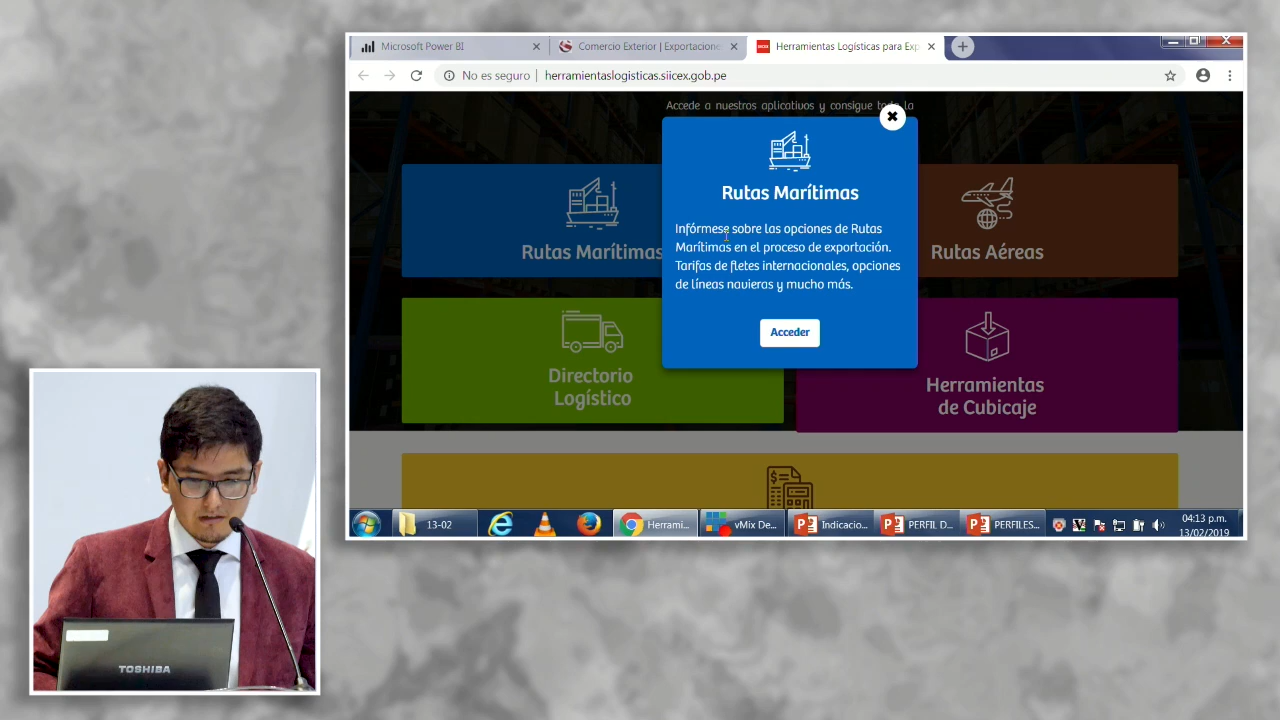 Microsoft Power BI
Comercio Exterior | Exportacione
Herramientas Logísticas para Exp
No es seguro | herramientaslogisticas.siicex.gob.pe
Accede a nuestros aplicativos y consigue toda la
Rutas Marítimas
Rutas Marítimas
Infórmese sobre las opciones de Rutas
Marítimas en el proceso de exportación.
Tarifas de fletes internacionales, opciones
de líneas navieras y mucho más.
Acceder
Rutas Aéreas
Directorio
Logístico
Herramientas
de Cubicaje
13-02
Herrami...
vMix De...
Indicacio...
PERFIL D...
PERFILES...
04:13 p.m.
13/02/2019
TOSHIBA